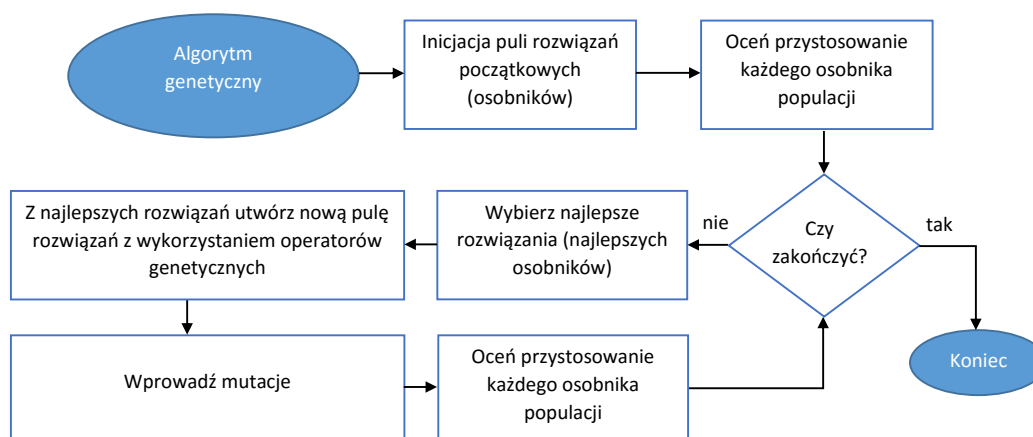 Algorytm
genetyczny
Inicjacja puli rozwiązań
początkowych
(osobników)
Oceń przystosowanie
każdego osobnika
populacji
Czy
zakończyć?
nie
tak
Wybierz najlepsze
rozwiązania (najlepszych
osobników)
Z najlepszych rozwiązań utwórz nową pulę
rozwiązań z wykorzystaniem operatorów
genetycznych
Wprowadź mutacje
Oceń przystosowanie
każdego osobnika
populacji
Koniec